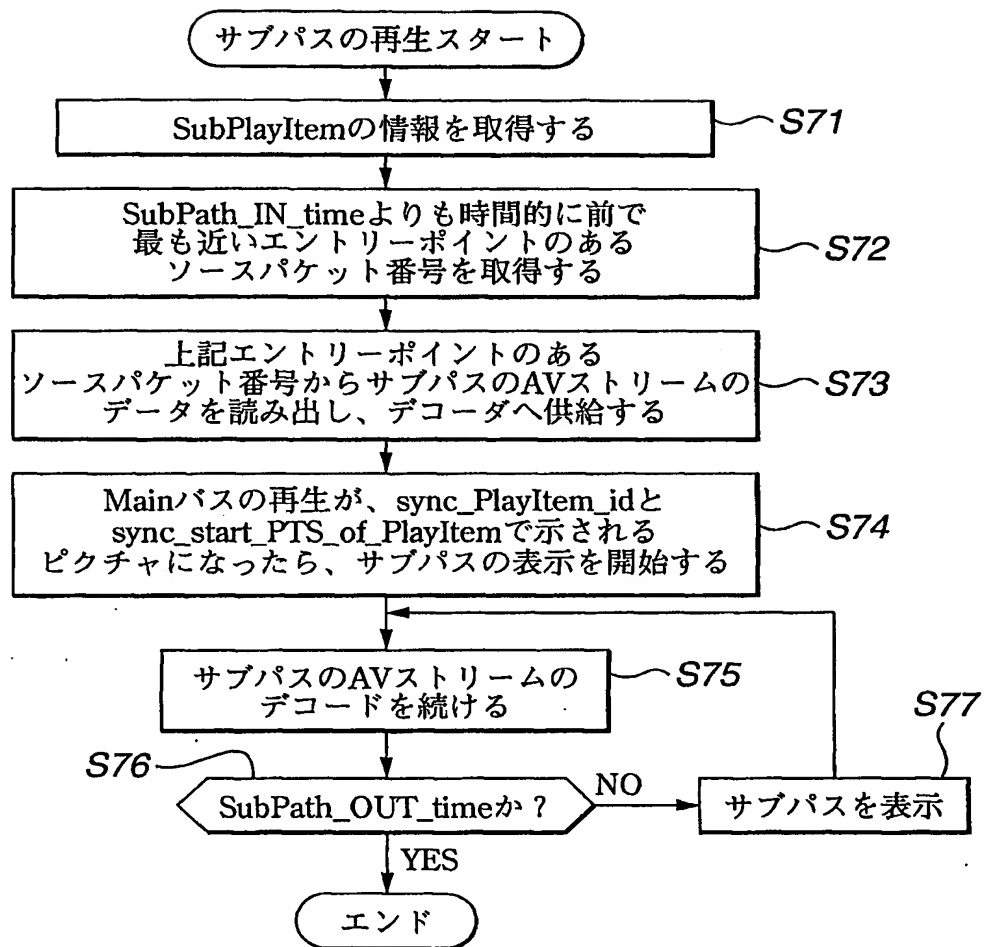 サブパスの再生スタート
SubPlayItemの情報を取得する
S71
SubPath_IN_timeよりも時間的に前で
最も近いエントリーポイントのある
ソースパケット番号を取得する
S72
上記エントリーポイントのある
ソースパケット番号からサブパスのAVストリームの
データを読み出し、デコーダへ供給する
S73
Mainパスの再生が、sync_PlayItem_idと
sync_start_PTS_of_PlayItemで示される
ピクチャになったら、サブパスの表示を開始する
S74
サブパスのAVストリームの
デコードを続ける
S75
S76
SubPath_OUT_timeか？
NO
S77
サブパスを表示
YES
エンド